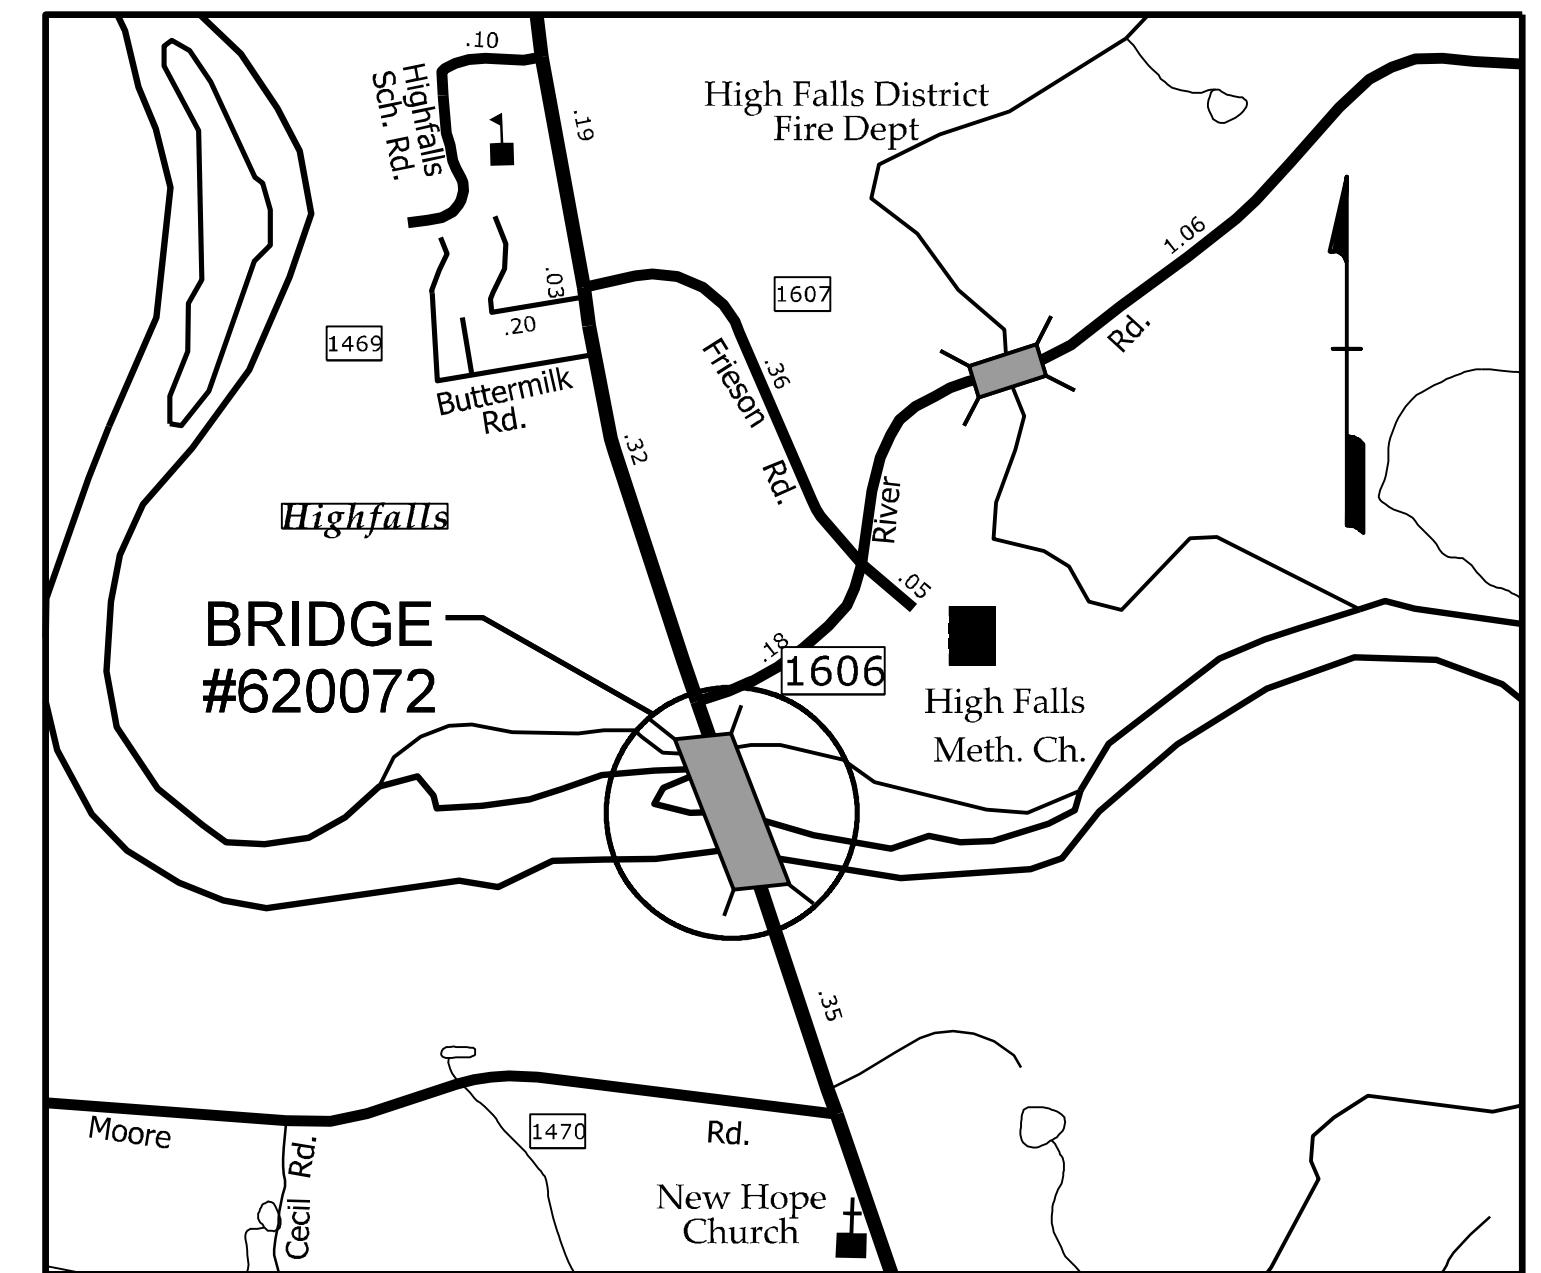 .10
Highfalls
Sch. Rd.
.19
High Falls District
Fire Dept
1.06
.03
1607
.20
1469
Buttermilk
Rd.
Frieson
Rd.
.36
Rd.
.32
River
Highfalls
.05
BRIDGE
#620072
.18
1606
High Falls
Meth. Ch.
.35
Moore
Rd.
1470
Cecil Rd.
New Hope
Church